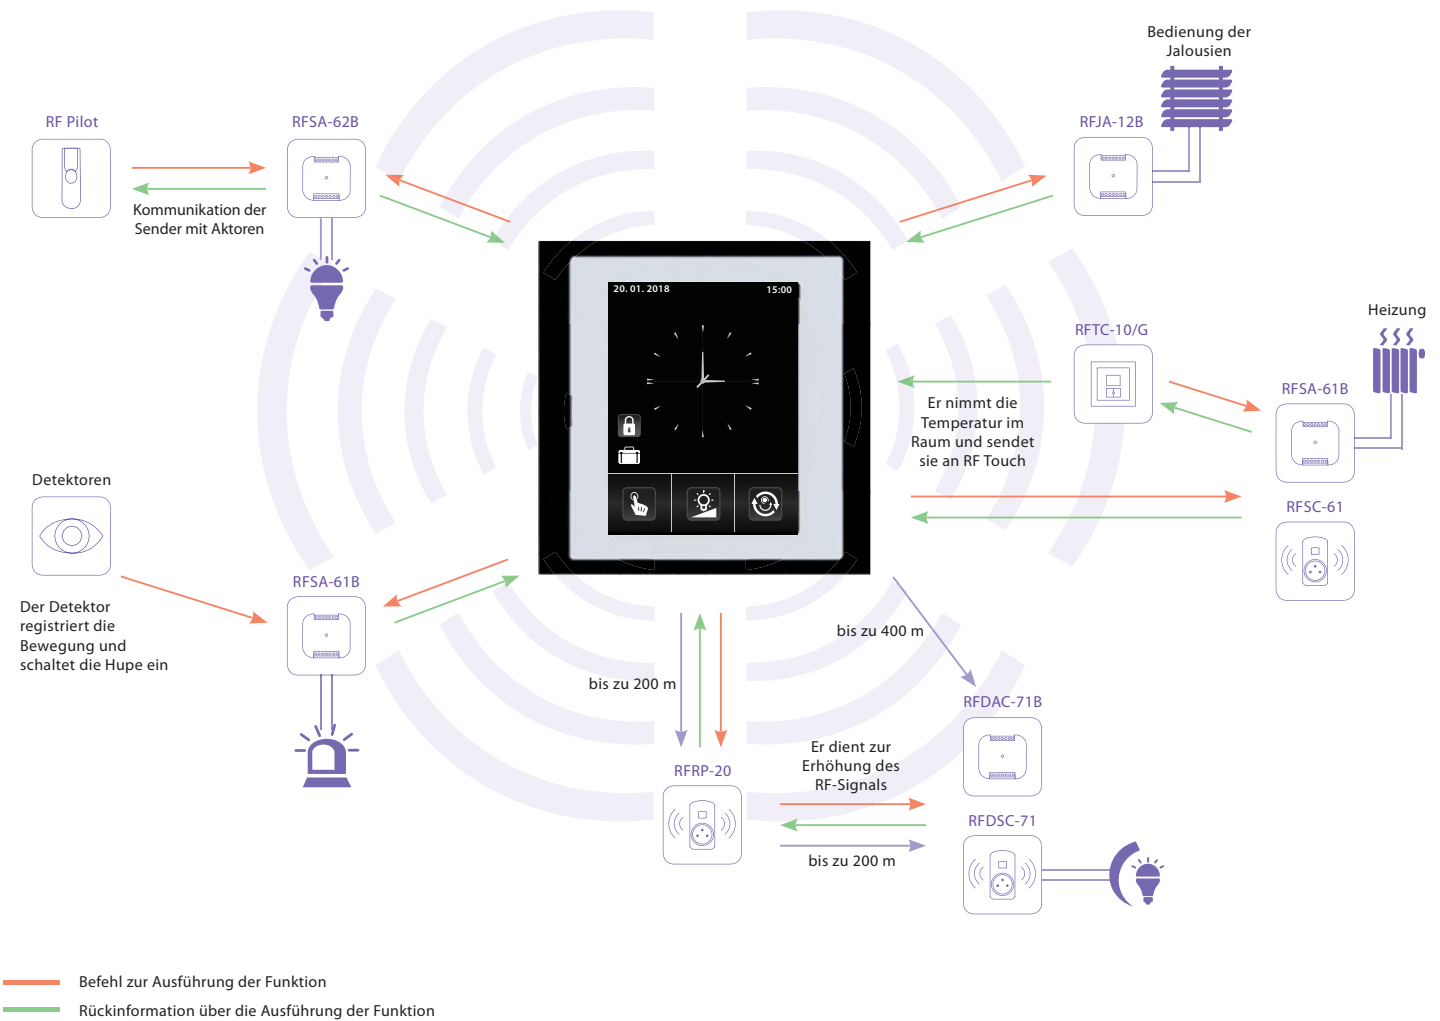 Bedienung der
Jalousien
RF Pilot
RFSA-62B
RFJA-12B
Kommunikation der
Sender mit Aktoren
20. 01. 2018
15:00
Heizung
RFTC-10/G
RFSA-61B
Er nimmt die
Temperatur im
Raum und sendet
sie an RF Touch
Detektoren
RFSC-61
RFSA-61B
Der Detektor
registriert die
Bewegung und
schaltet die Hupe ein
bis zu 400 m
bis zu 200 m
RFDAC-71B
RFRP-20
Er dient zur
Erhöhung des
RF-Signals
RFDSC-71
bis zu 200 m
Befehl zur Ausführung der Funktion
Rückinformation über die Ausführung der Funktion